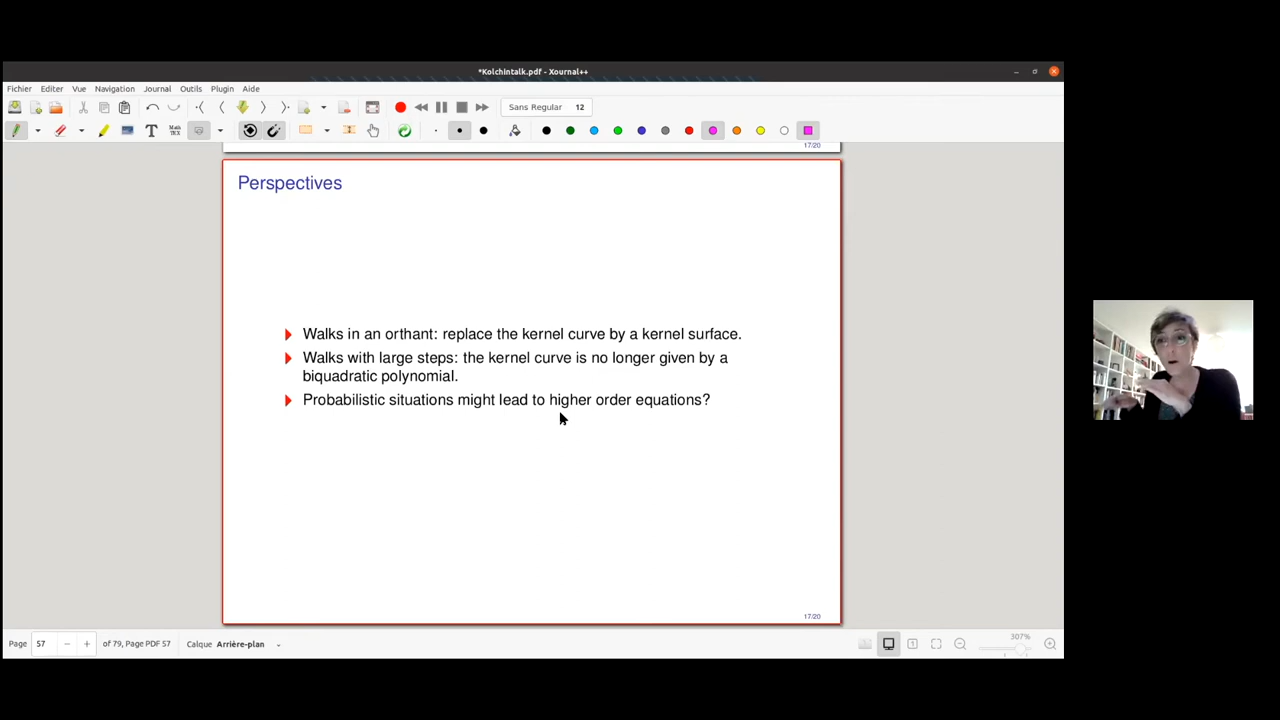 *Kolchintalk.pdf - Xournal++
Fichier Editer Vue Navigation Journal Outils Plugin Aide
Sans Regular 12
T Math TEX
17/20
Perspectives
Walks in an orthant: replace the kernel curve by a kernel surface.
Walks with large steps: the kernel curve is no longer given by a
biquadratic polynomial.
Probabilistic situations might lead to higher order equations?
17/20
Page 57 of 79, Page PDF 57 Calque Arrière-plan 307%